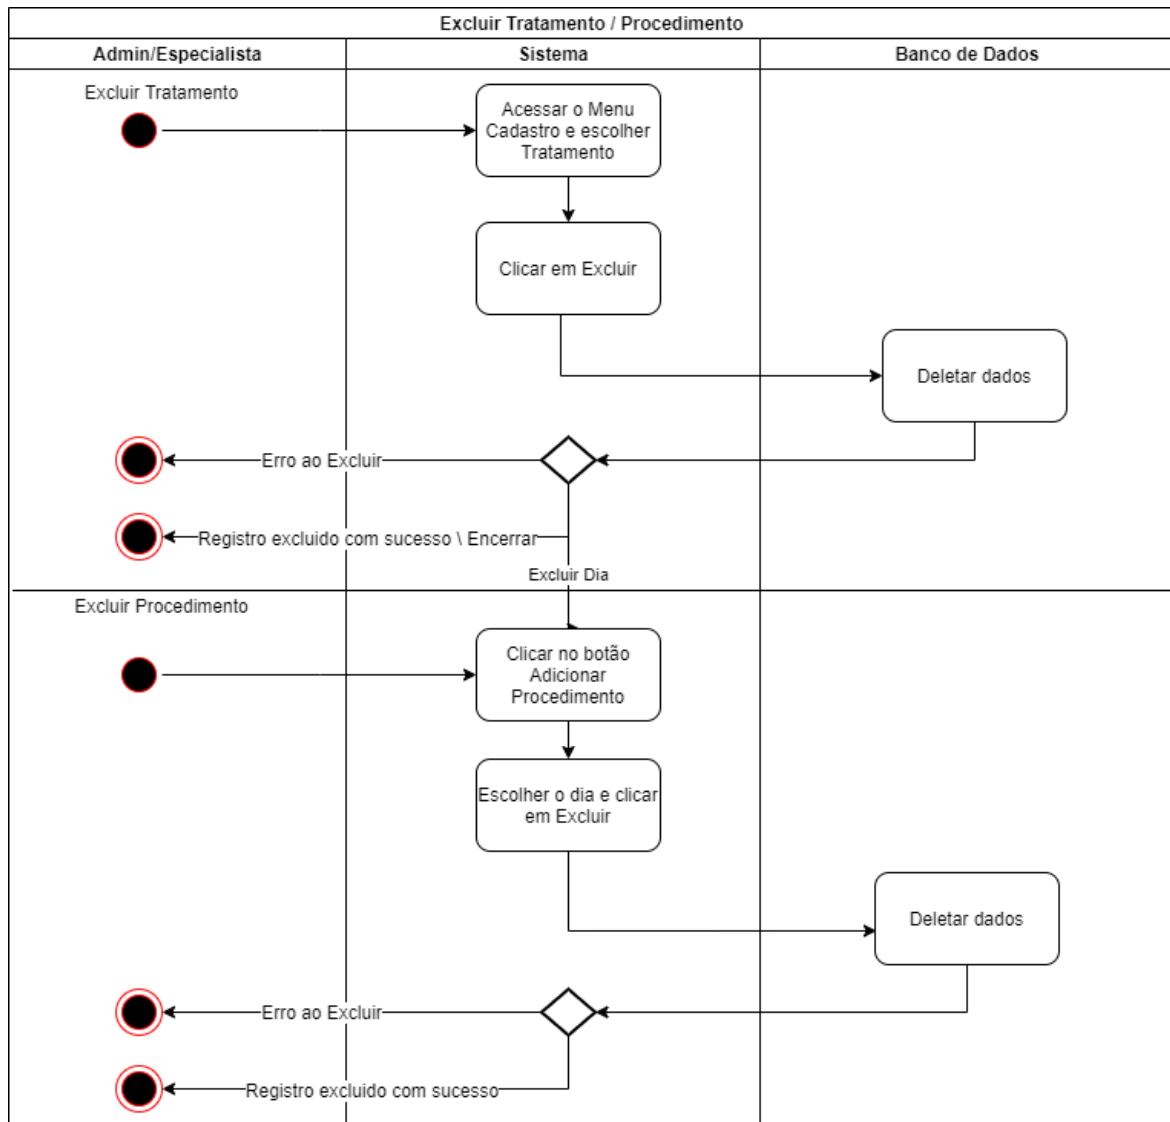 Excluir Tratamento / Procedimento
Admin/Especialista
Sistema
Banco de Dados
Excluir Tratamento
Acessar o Menu
Cadastro e escolher
Tratamento
Clicar em Excluir
Deletar dados
Erro ao Excluir
Registro excluido com sucesso \ Encerrar
Excluir Dia
Excluir Procedimento
Clicar no botão
Adicionar
Procedimento
Escolher o dia e clicar
em Excluir
Deletar dados
Erro ao Excluir
Registro excluido com sucesso